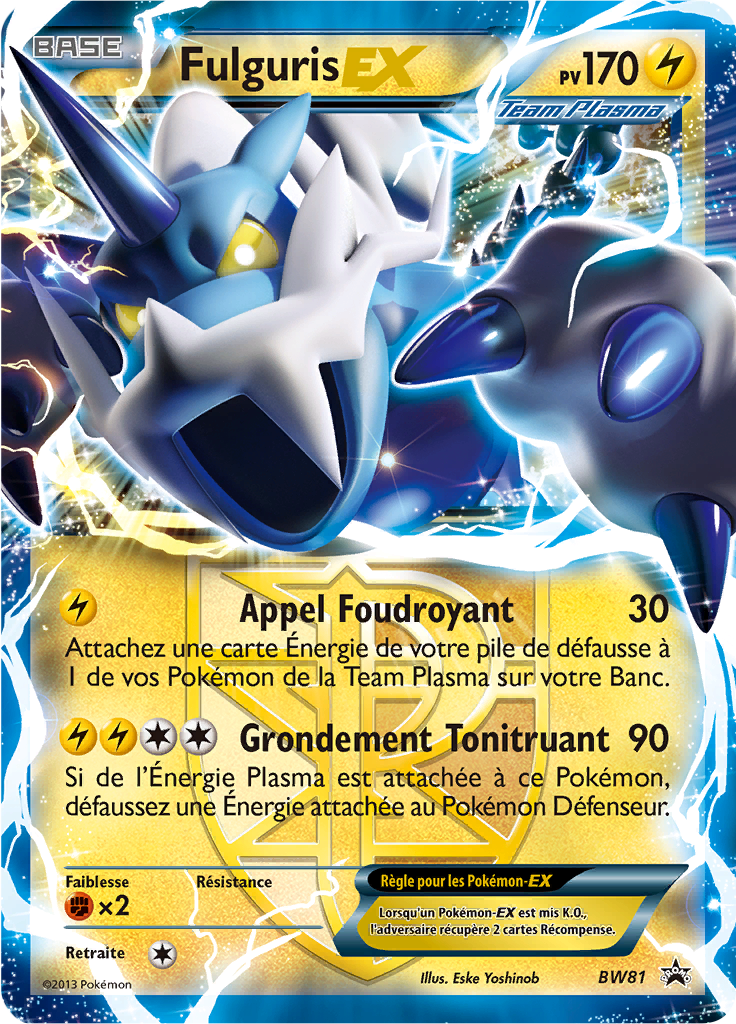 BASE
Fulguris EX
PV 170
Team Plasma
Appel Foudroyant 30
Attachez une carte Énergie de votre pile de défausse à
1 de vos Pokémon de la Team Plasma sur votre Banc.
Grondement Tonitruant 90
Si de l'Énergie Plasma est attachée à ce Pokémon,
défaussez une Énergie attachée au Pokémon Défenseur.
Faiblesse Résistance
×2
Retraite
Règle pour les Pokémon-EX
Lorsqu'un Pokémon-EX est mis K.O.,
l'adversaire récupère 2 cartes Récompense.
©2013 Pokémon
Illus. Eske Yoshinob
BW81
PROMO